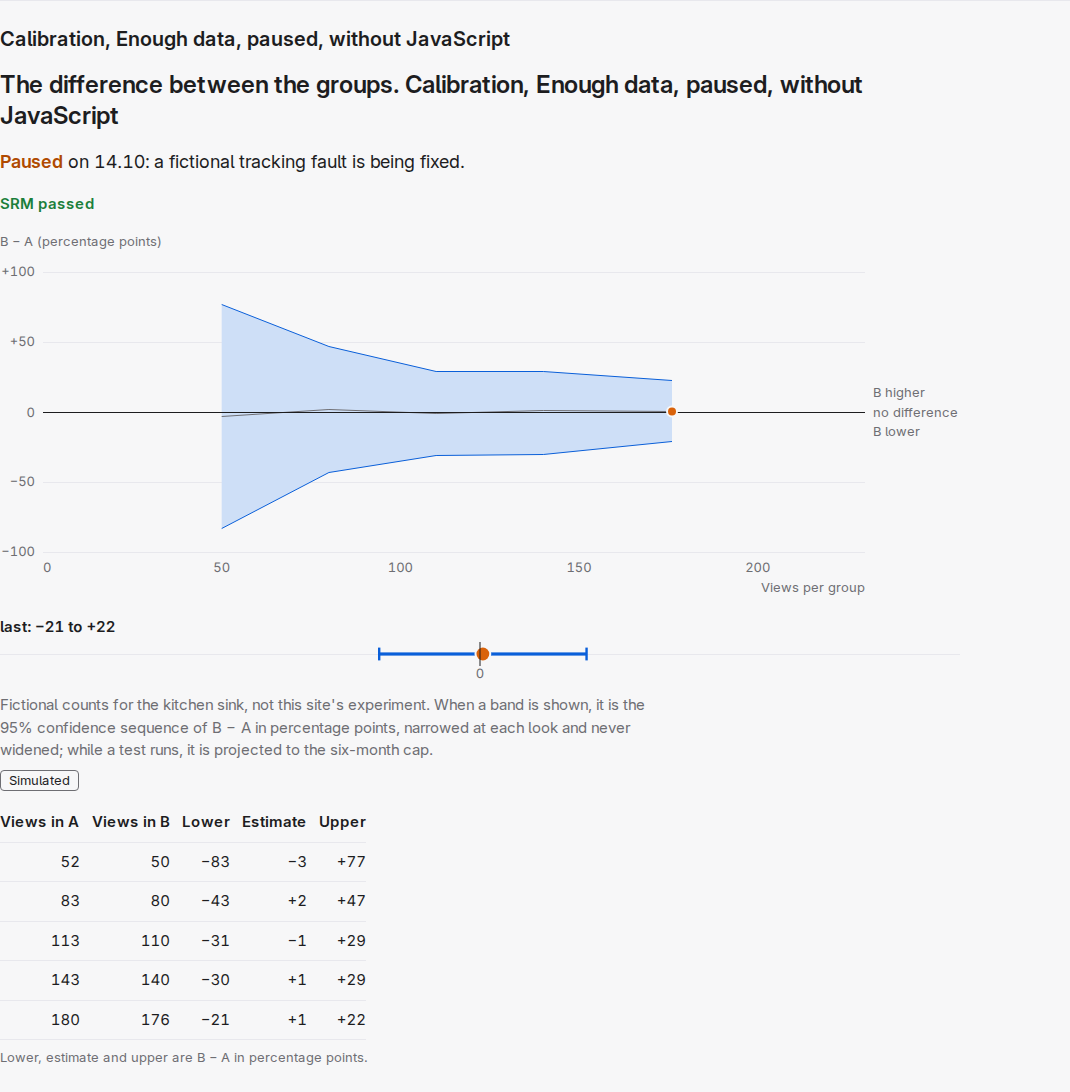 Calibration, Enough data, paused, without JavaScript
The difference between the groups. Calibration, Enough data, paused, without
JavaScript
Paused on 14.10: a fictional tracking fault is being fixed.
SRM passed
B − A (percentage points)
+100
+50
0
−50
−100
B higher
no difference
B lower
0 50 100 150 200
Views per group
last: −21 to +22
0
Fictional counts for the kitchen sink, not this site's experiment. When a band is shown, it is the
95% confidence sequence of B − A in percentage points, narrowed at each look and never
widened; while a test runs, it is projected to the six-month cap.
Simulated
Views in A Views in B Lower Estimate Upper
52 50 −83 −3 +77
83 80 −43 +2 +47
113 110 −31 −1 +29
143 140 −30 +1 +29
180 176 −21 +1 +22
Lower, estimate and upper are B − A in percentage points.